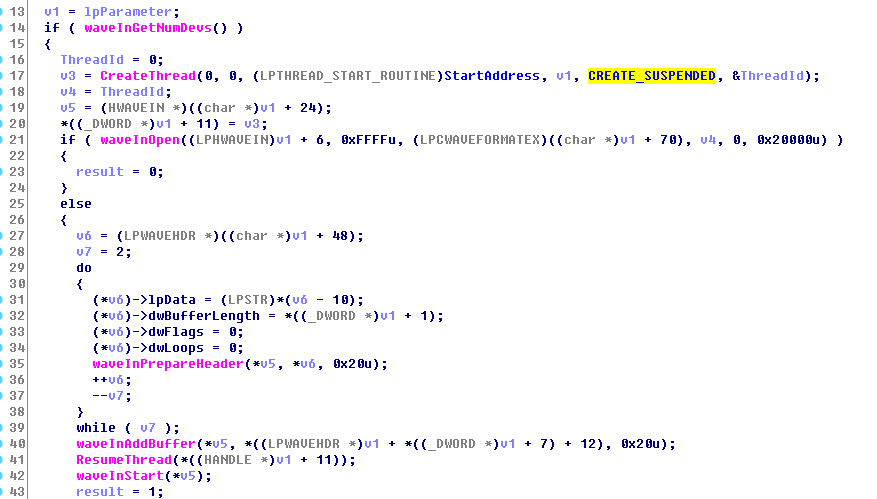 13 v1 = lpParameter;
14 if ( waveInGetNumDevs() )
15 {
16 ThreadId = 0;
17 v3 = CreateThread(0, 0, (LPTHREAD_START_ROUTINE)StartAddress, v1, CREATE_SUSPENDED, &ThreadId);
18 v4 = ThreadId;
19 v5 = (HWAVEIN *)((char *)v1 + 24);
20 *((_DWORD *)v1 + 11) = v3;
21 if ( waveInOpen((LPHWAVEIN)v1 + 6, 0xFFFFu, (LPCWAVEFORMATEX)((char *)v1 + 70), v4, 0, 0x20000u) )
22 {
23 result = 0;
24 }
25 else
26 {
27 v6 = (LPWAVEHDR *)((char *)v1 + 48);
28 v7 = 2;
29 do
30 {
31 (*v6)->lpData = (LPSTR)*(v6 - 10);
32 (*v6)->dwBufferLength = *((_DWORD *)v1 + 1);
33 (*v6)->dwFlags = 0;
34 (*v6)->dwLoops = 0;
35 waveInPrepareHeader(*v5, *v6, 0x20u);
36 ++v6;
37 --v7;
38 }
39 while ( v7 );
40 waveInAddBuffer(*v5, *((LPWAVEHDR *)v1 + *((_DWORD *)v1 + 7) + 12), 0x20u);
41 ResumeThread(*((HANDLE *)v1 + 11));
42 waveInStart(*v5);
43 result = 1;